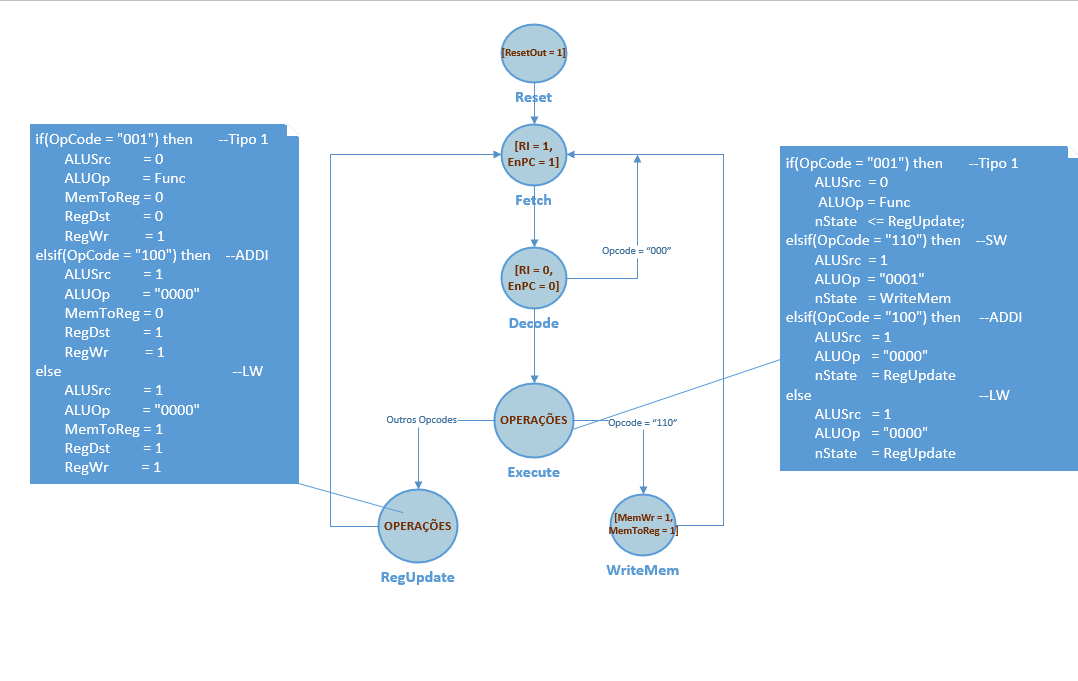 [ResetOut = 1]
Reset
[RI = 1,
EnPC = 1]
Fetch
Opcode = “000”
[RI = 0,
EnPC = 0]
Decode
OPERAÇÕES
Execute
Outros Opcodes
Opcode = “110”
OPERAÇÕES
RegUpdate
[MemWr = 1,
MemToReg = 1]
WriteMem
if(OpCode = "001") then --Tipo 1
ALUSrc = 0
ALUOp = Func
MemToReg = 0
RegDst = 0
RegWr = 1
elsif(OpCode = "100") then --ADDI
ALUSrc = 1
ALUOp = "0000"
MemToReg = 0
RegDst = 1
RegWr = 1
else --LW
ALUSrc = 1
ALUOp = "0000"
MemToReg = 1
RegDst = 1
RegWr = 1
if(OpCode = "001") then --Tipo 1
ALUSrc = 0
ALUOp = Func
nState <= RegUpdate;
elsif(OpCode = "110") then --SW
ALUSrc = 1
ALUOp = "0001"
nState = WriteMem
elsif(OpCode = "100") then --ADDI
ALUSrc = 1
ALUOp = "0000"
nState = RegUpdate
else --LW
ALUSrc = 1
ALUOp = "0000"
nState = RegUpdate